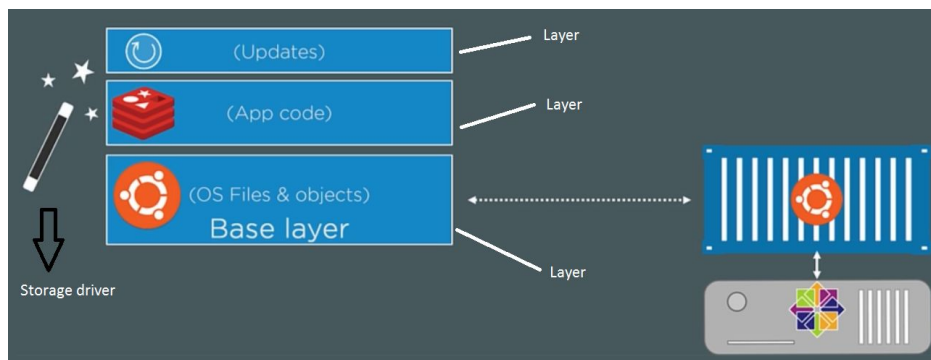 (Updates)
Layer
(App code)
Layer
(OS Files & objects)
Base layer
Layer
Storage driver